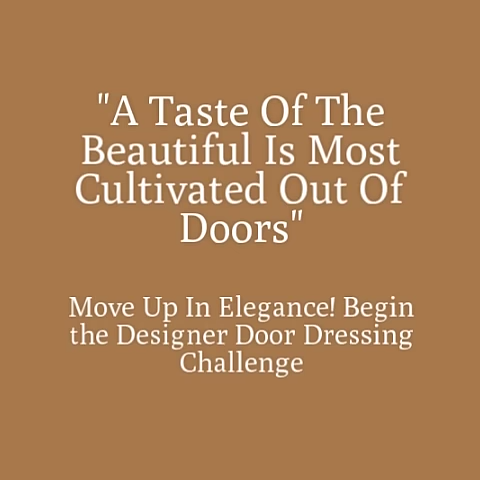 "A Taste Of The
Beautiful Is Most
Cultivated Out Of
Doors"
Move Up In Elegance! Begin
the Designer Door Dressing
Challenge